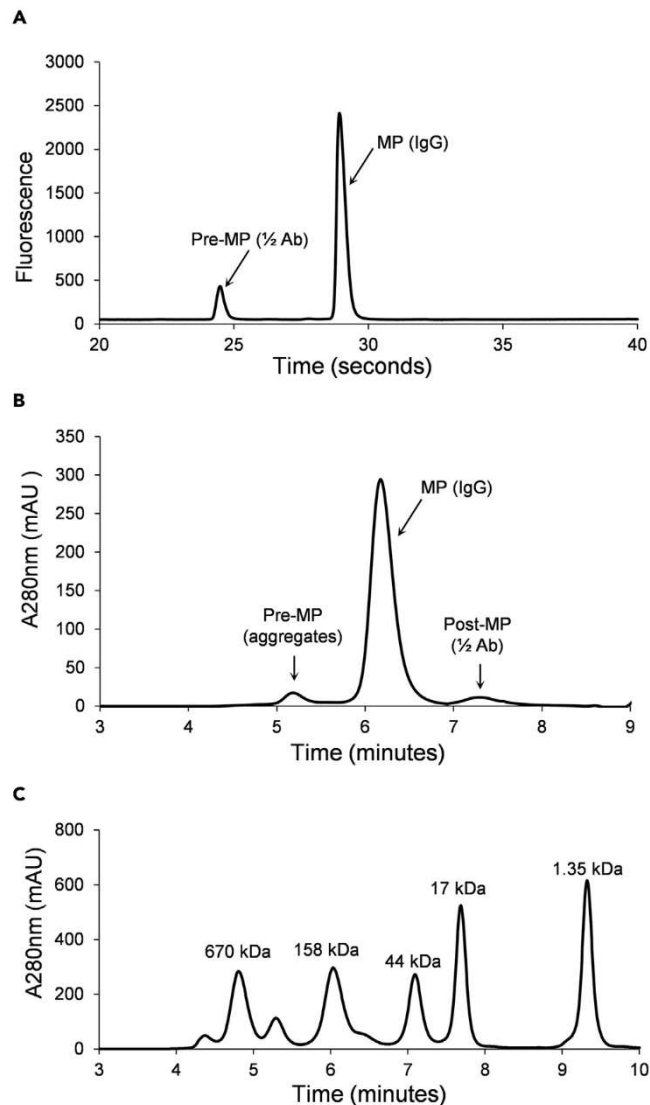 A
3000
2500
2000
1500
1000
500
0
Fluorescence
MP (IgG)
Pre-MP (½ Ab)
20 25 30 35 40
Time (seconds)
B
350
300
250
200
150
100
50
0
A280nm (mAU )
MP (IgG)
Pre-MP
(aggregates)
Post-MP
(½ Ab)
3 4 5 6 7 8 9
Time (minutes)
C
800
600
400
200
0
A280nm (mAU)
670 kDa
158 kDa
44 kDa
17 kDa
1.35 kDa
3 4 5 6 7 8 9 10
Time (minutes)